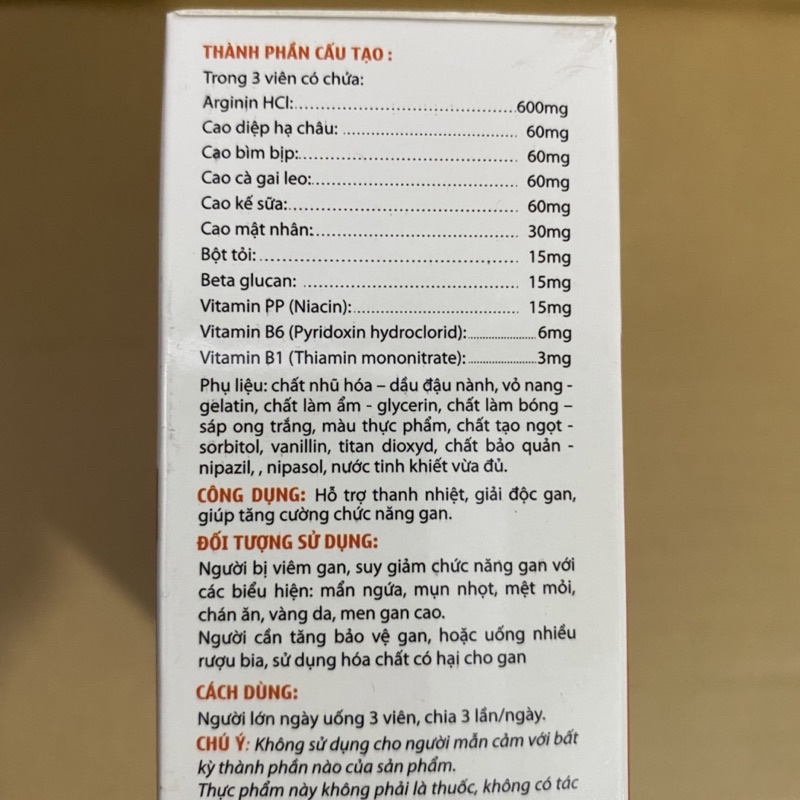 THÀNH PHẦN CẤU TẠO :
Trong 3 viên có chứa:
Arginin HCl:..............................................600mg
Cao diệp hạ châu: .................................... 60mg
Cao bìm bịp:............................................. 60mg
Cao cà gai leo:.......................................... 60mg
Cao kế sữa:............................................... 60mg
Cao mật nhân:.......................................... 30mg
Bột tỏi:...................................................... 15mg
Beta glucan: ............................................. 15mg
Vitamin PP (Niacin):.................................. 15mg
Vitamin B6 (Pyridoxin hydroclorid):......................6mg
Vitamin B1 (Thiamin mononitrate):......................3mg
Phụ liệu: chất nhũ hóa – dầu đậu nành, vỏ nang -
gelatin, chất làm ẩm - glycerin, chất làm bóng –
sáp ong trắng, màu thực phẩm, chất tạo ngọt -
sorbitol, vanillin, titan dioxyd, chất bảo quản -
nipazil, , nipasol, nước tinh khiết vừa đủ.
CÔNG DỤNG: Hỗ trợ thanh nhiệt, giải độc gan,
giúp tăng cường chức năng gan.
ĐỐI TƯỢNG SỬ DỤNG:
Người bị viêm gan, suy giảm chức năng gan với
các biểu hiện: mẩn ngứa, mụn nhọt, mệt mỏi,
chán ăn, vàng da, men gan cao.
Người cần tăng bảo vệ gan, hoặc uống nhiều
rượu bia, sử dụng hóa chất có hại cho gan
CÁCH DÙNG:
Người lớn ngày uống 3 viên, chia 3 lần/ngày.
CHÚ Ý: Không sử dụng cho người mẫn cảm với bất
kỳ thành phần nào của sản phẩm.
Thực phẩm này không phải là thuốc, không có tác